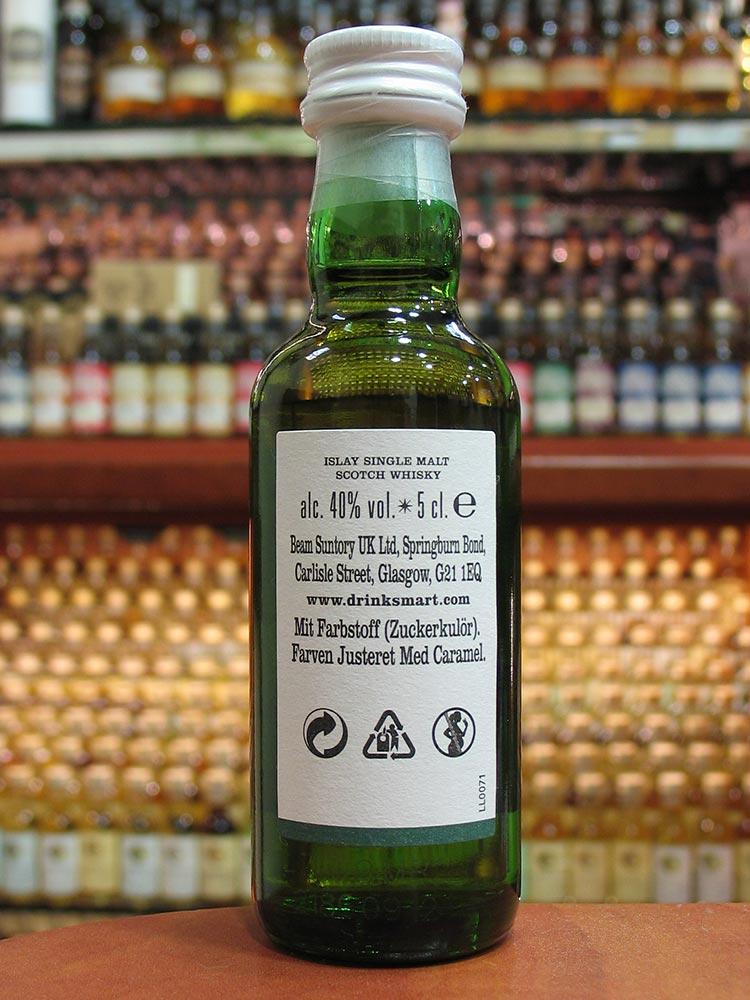 ISLAY SINGLE MALT
SCOTCH WHISKY
alc. 40% vol.✶5 cl. ℮
Beam Suntory UK Ltd, Springburn Bond,
Carlisle Street, Glasgow, G21 1EQ
www.drinksmart.com
Mit Farbstoff (Zuckerkulör).
Farven Justeret Med Caramel.
LL0071